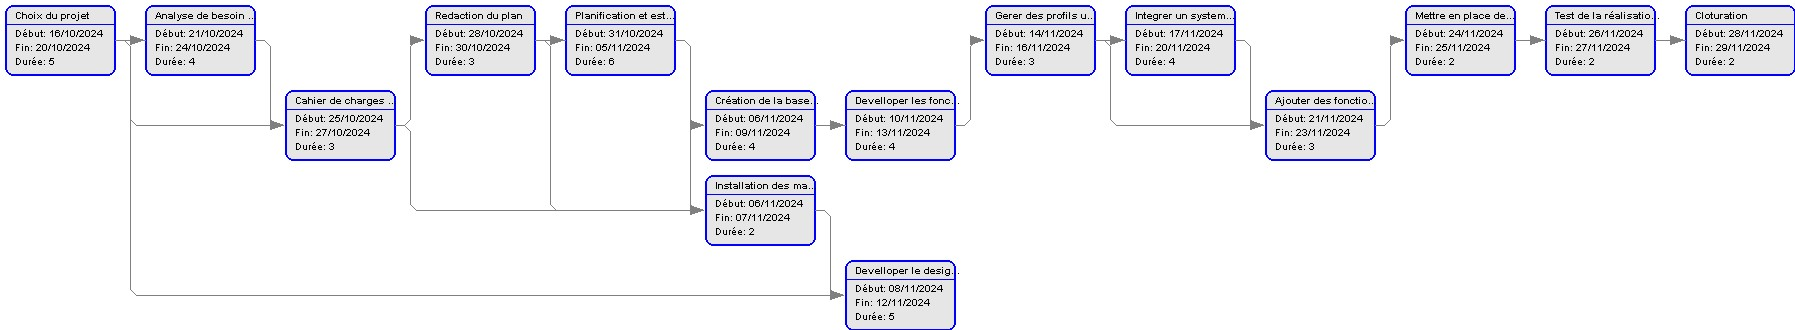 Choix du projet
Début: 16/10/2024
Fin: 20/10/2024
Durée: 5
Analyse de besoin ...
Début: 21/10/2024
Fin: 24/10/2024
Durée: 4
Cahier de charges ...
Début: 25/10/2024
Fin: 27/10/2024
Durée: 3
Redaction du plan
Début: 28/10/2024
Fin: 30/10/2024
Durée: 3
Planification et est...
Début: 31/10/2024
Fin: 05/11/2024
Durée: 6
Création de la base...
Début: 06/11/2024
Fin: 09/11/2024
Durée: 4
Installation des ma...
Début: 06/11/2024
Fin: 07/11/2024
Durée: 2
Develloper les fonc...
Début: 10/11/2024
Fin: 13/11/2024
Durée: 4
Develloper le desig...
Début: 08/11/2024
Fin: 12/11/2024
Durée: 5
Gerer des profils u...
Début: 14/11/2024
Fin: 16/11/2024
Durée: 3
Integrer un system...
Début: 17/11/2024
Fin: 20/11/2024
Durée: 4
Ajouter des fonctio...
Début: 21/11/2024
Fin: 23/11/2024
Durée: 3
Mettre en place de...
Début: 24/11/2024
Fin: 25/11/2024
Durée: 2
Test de la réalisatio...
Début: 26/11/2024
Fin: 27/11/2024
Durée: 2
Cloturation
Début: 28/11/2024
Fin: 29/11/2024
Durée: 2